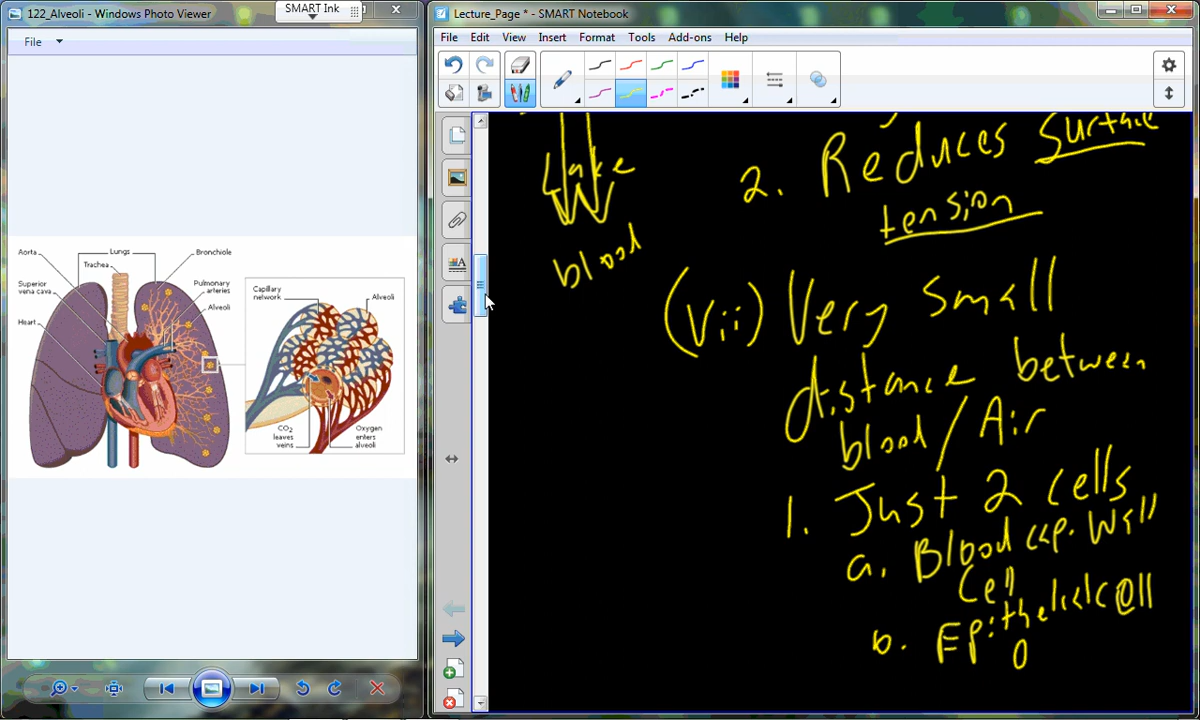 122_Alveoli - Windows Photo Viewer
SMART Ink
File
Aorta
Lungs
Bronchiole
Trachea
Superior
vena cava
Pulmonary
arteries
Alveoli
Heart
Capillary
network
Alveoli
CO2
leaves
veins
Oxygen
enters
alveoli
Lecture_Page * - SMART Notebook
File Edit View Insert Format Tools Add-ons Help
blood
2. Reduces surface
tension
(vii) Very small
distance between
blood/Air
1. Just 2 cells
a. Blood cap. Wall
Cell
b. Epithelial cell